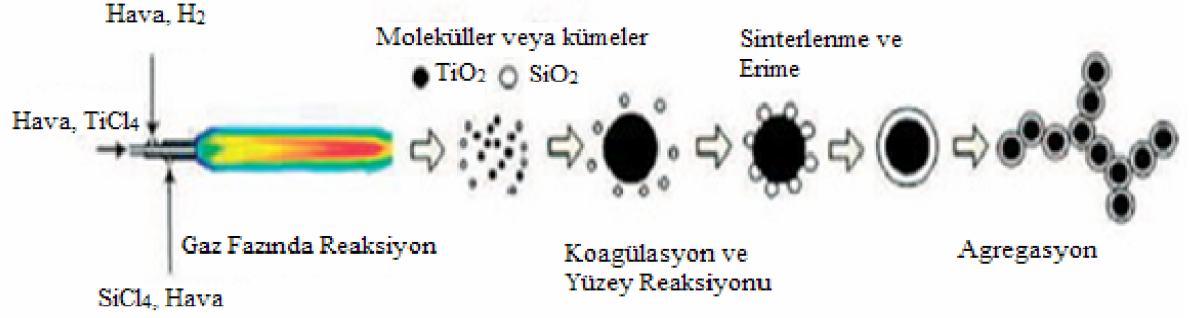 Hava, H2
Moleküller veya kümeler
TiO2 SiO2
Sinterlenme ve
Erime
Hava, TiCl4
Gaz Fazında Reaksiyon
Koagülasyon ve
Yüzey Reaksiyonu
Agregasyon
SiCl4, Hava